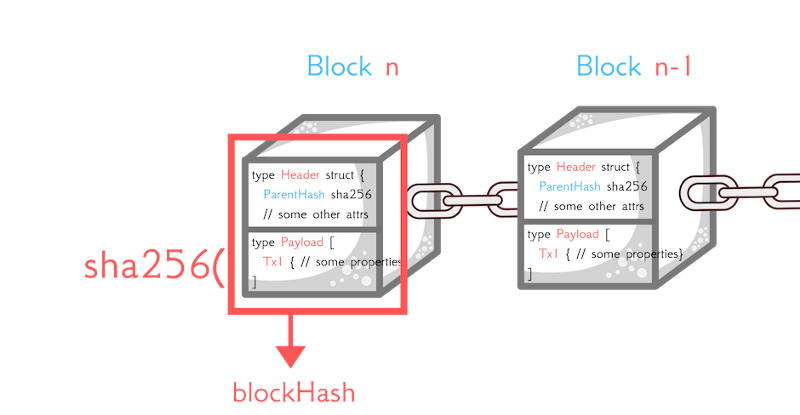 Block n
Block n-1
type Header struct {
ParentHash sha256
// some other attrs
type Payload [
Tx1 { // some properties
]
type Header struct {
ParentHash sha256
// some other attrs
type Payload [
Tx1 { // some properties}
]
sha256(
blockHash